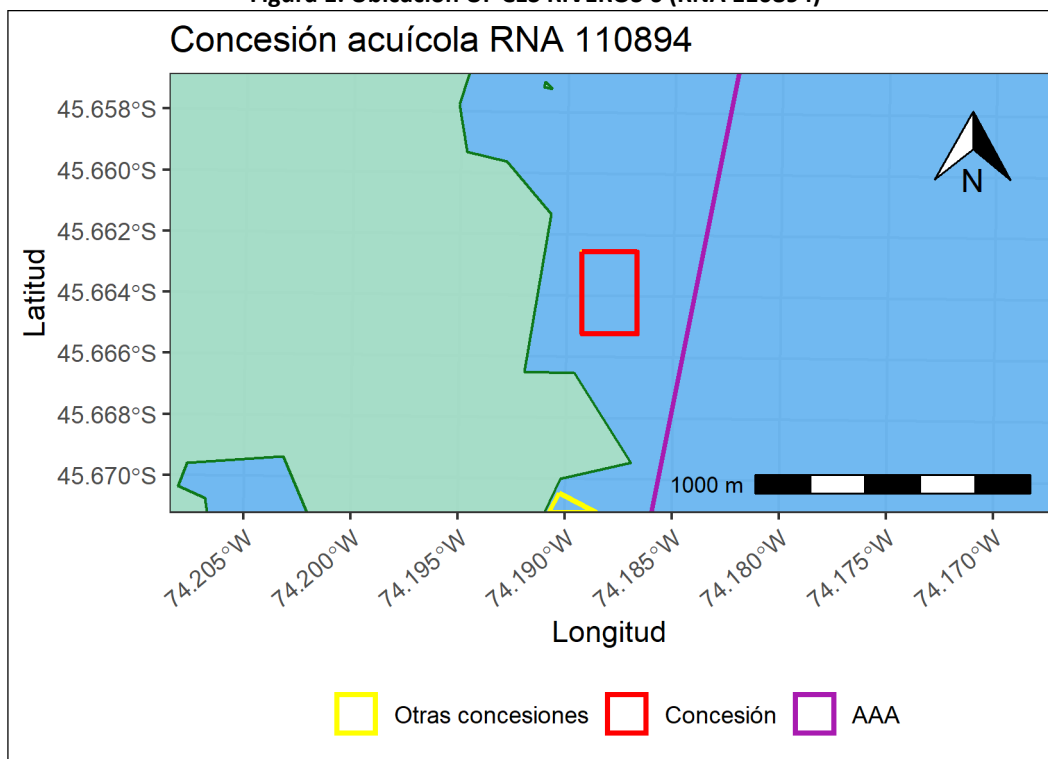 Concesión acuícola RNA 110894
45.658°S
45.660°S
45.662°S
45.664°S
45.666°S
45.668°S
45.670°S
Latitud
N
1000 m
74.205°W
74.200°W
74.195°W
74.190°W
74.185°W
74.180°W
74.175°W
74.170°W
Longitud
Otras concesiones
Concesión
AAA